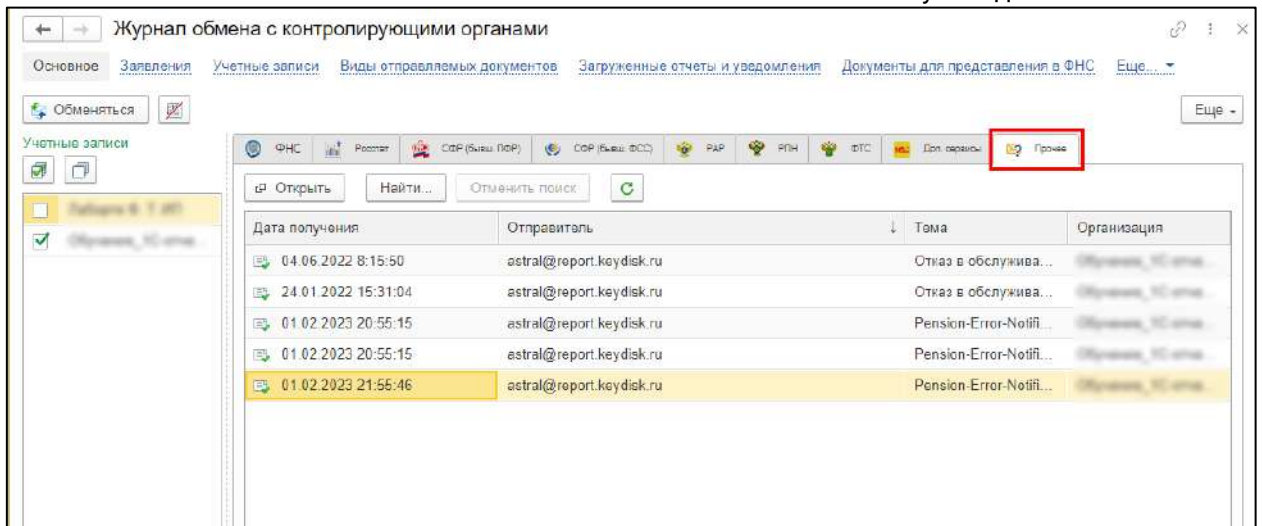 Журнал обмена с контролирующими органами
Основное Заявления Учетные записи Виды отправляемых документов Загруженные отчеты и уведомления Документы для представления в ФНС Еще...
Обменяться Еще
Учетные записи
ФНС Росстат СФР (бывш. ПФР) СФР (бывш. ФСС) РАР РПН ФТС Доп. сервисы Прочее
Открыть Найти... Отменить поиск
Дата получения Отправитель ↓ Тема Организация
04.06.2022 8:15:50 astral@report.keydisk.ru Отказ в обслужива...
24.01.2022 15:31:04 astral@report.keydisk.ru Отказ в обслужива...
01.02.2023 20:55:15 astral@report.keydisk.ru Pension-Error-Notifi...
01.02.2023 20:55:15 astral@report.keydisk.ru Pension-Error-Notifi...
01.02.2023 21:55:46 astral@report.keydisk.ru Pension-Error-Notifi...